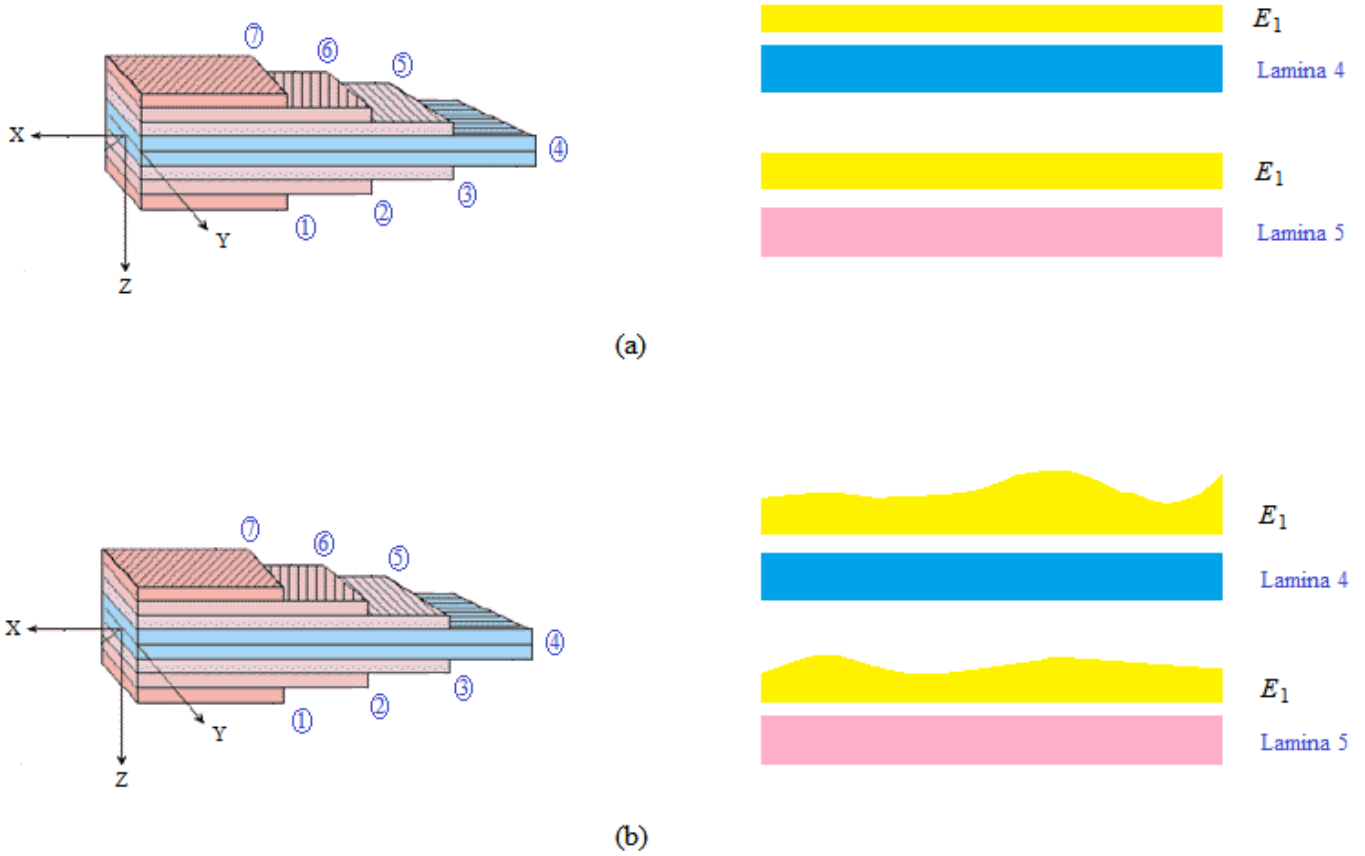 ⑦
⑥
⑤
X
④
③
②
①
Y
Z
E₁
Lamina 4
E₁
Lamina 5
(a)
⑦
⑥
⑤
X
④
③
②
①
Y
Z
E₁
Lamina 4
E₁
Lamina 5
(b)